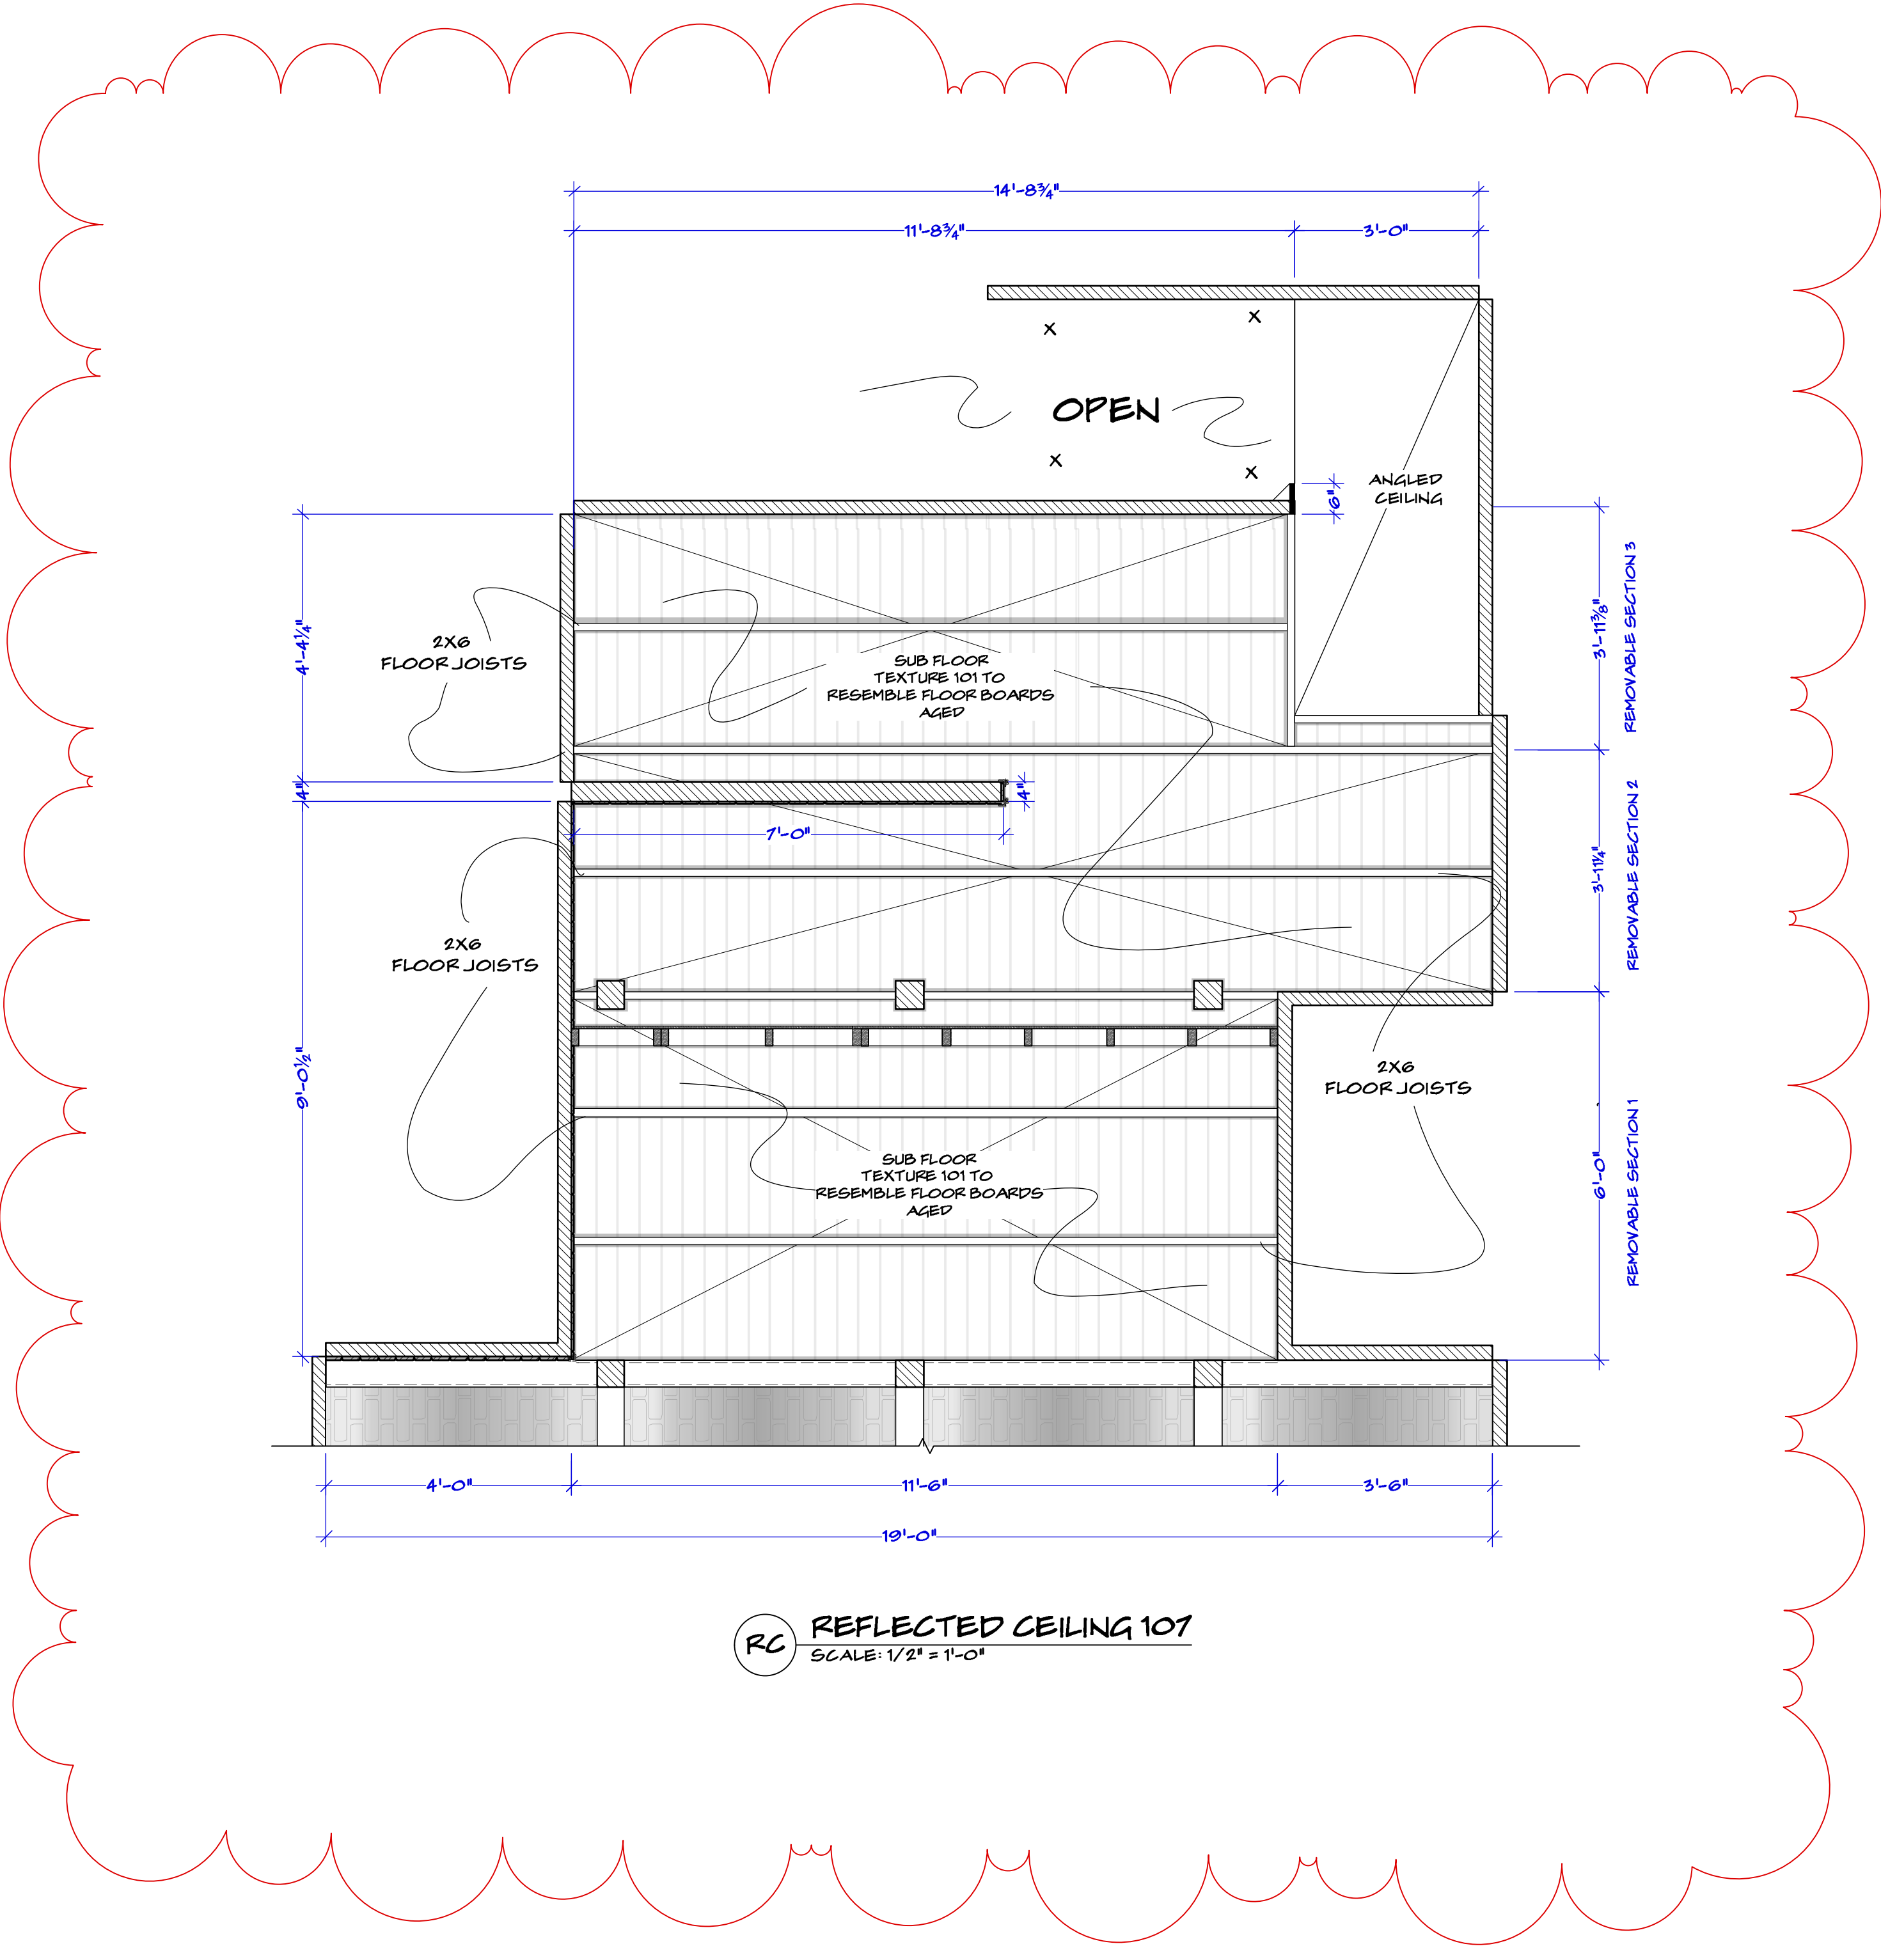 14'-8¾"
11'-8¾"
3'-0"
X
X
OPEN
X
X
ANGLED
CEILING
6"
4'-4¼"
2X6
FLOOR JOISTS
SUB FLOOR
TEXTURE 101 TO
RESEMBLE FLOOR BOARDS
AGED
3'-11⅜"
REMOVABLE SECTION 3
4"
4"
7'-0"
3'-11¼"
REMOVABLE SECTION 2
2X6
FLOOR JOISTS
9'-0½"
2X6
FLOOR JOISTS
SUB FLOOR
TEXTURE 101 TO
RESEMBLE FLOOR BOARDS
AGED
6'-0"
REMOVABLE SECTION 1
4'-0"
11'-6"
3'-6"
19'-0"
RC
REFLECTED CEILING 107
SCALE: 1/2" = 1'-0"